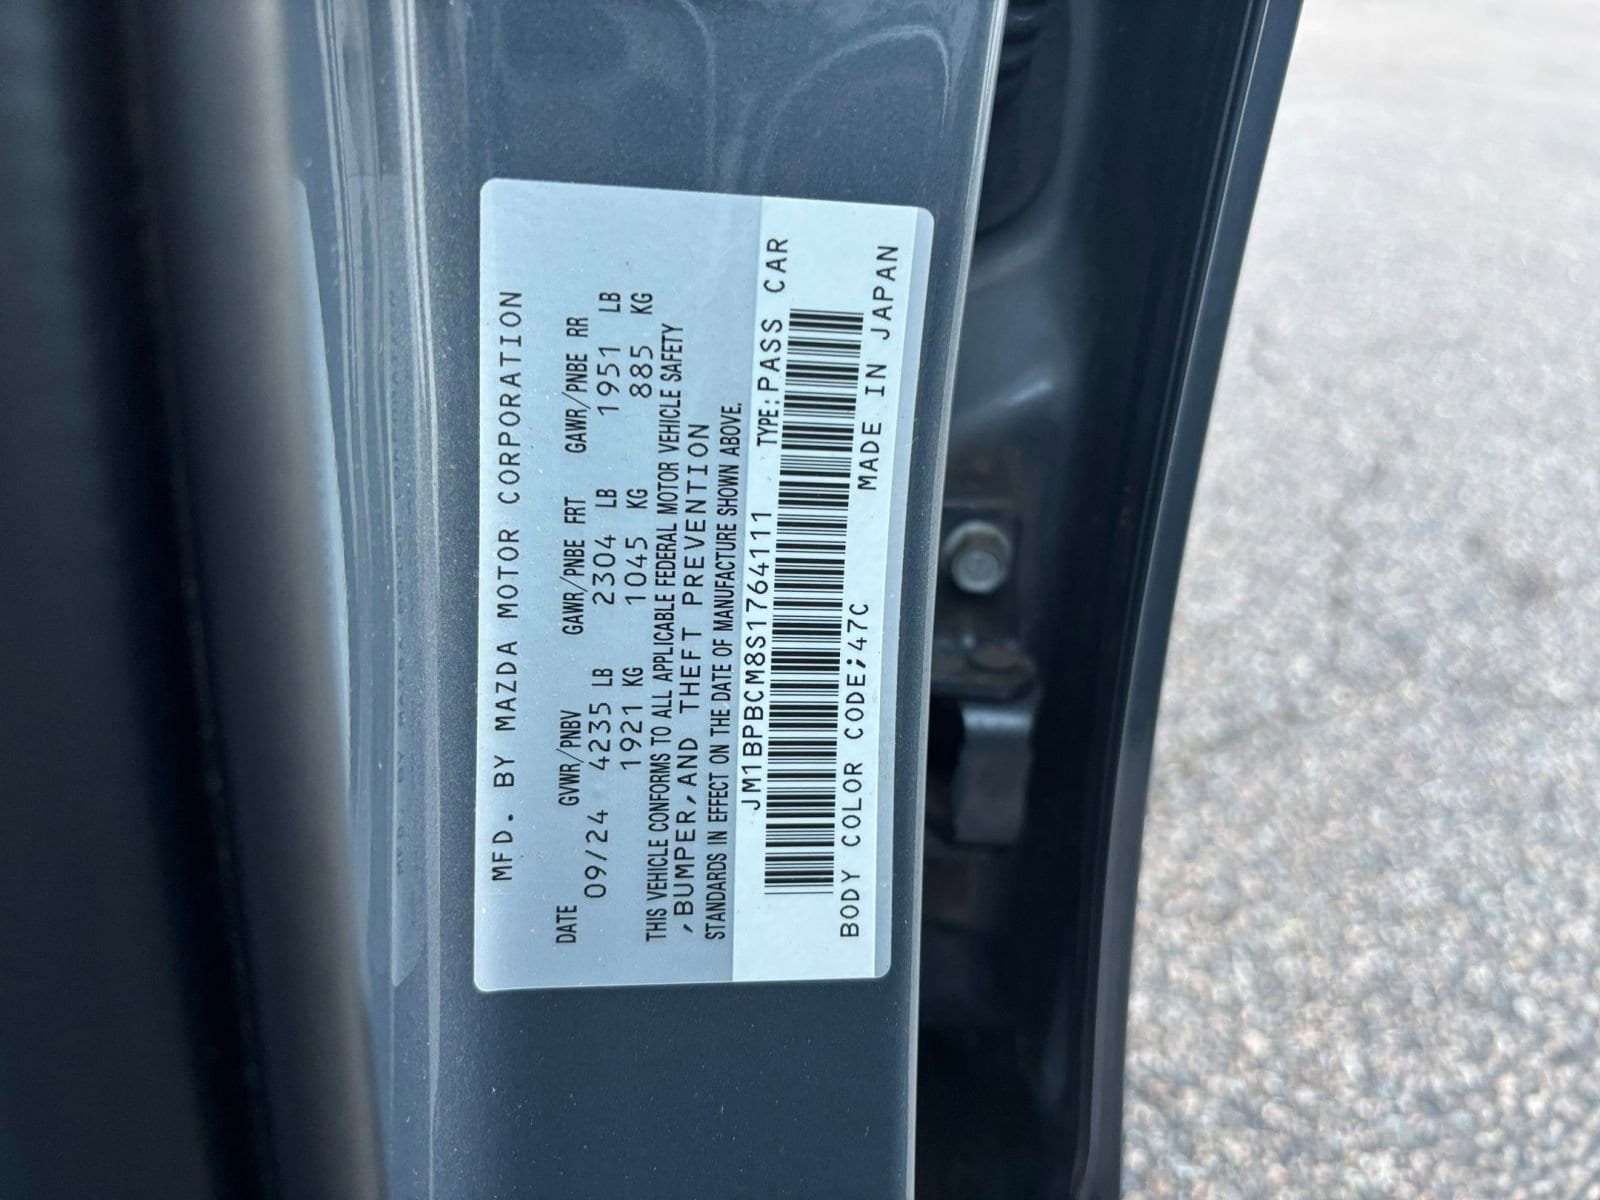 MFD. BY MAZDA MOTOR CORPORATION
DATE GVWR/PNBV GAWR/PNBE FRT GAWR/PNBE RR
09/24 4235 LB 2304 LB 1951 LB
1921 KG 1045 KG 885 KG
THIS VEHICLE CONFORMS TO ALL APPLICABLE FEDERAL MOTOR VEHICLE SAFETY
,BUMPER,AND THEFT PREVENTION
STANDARDS IN EFFECT ON THE DATE OF MANUFACTURE SHOWN ABOVE.
JM1BPBCM8S1764111 TYPE:PASS CAR
BODY COLOR CODE;47C MADE IN JAPAN